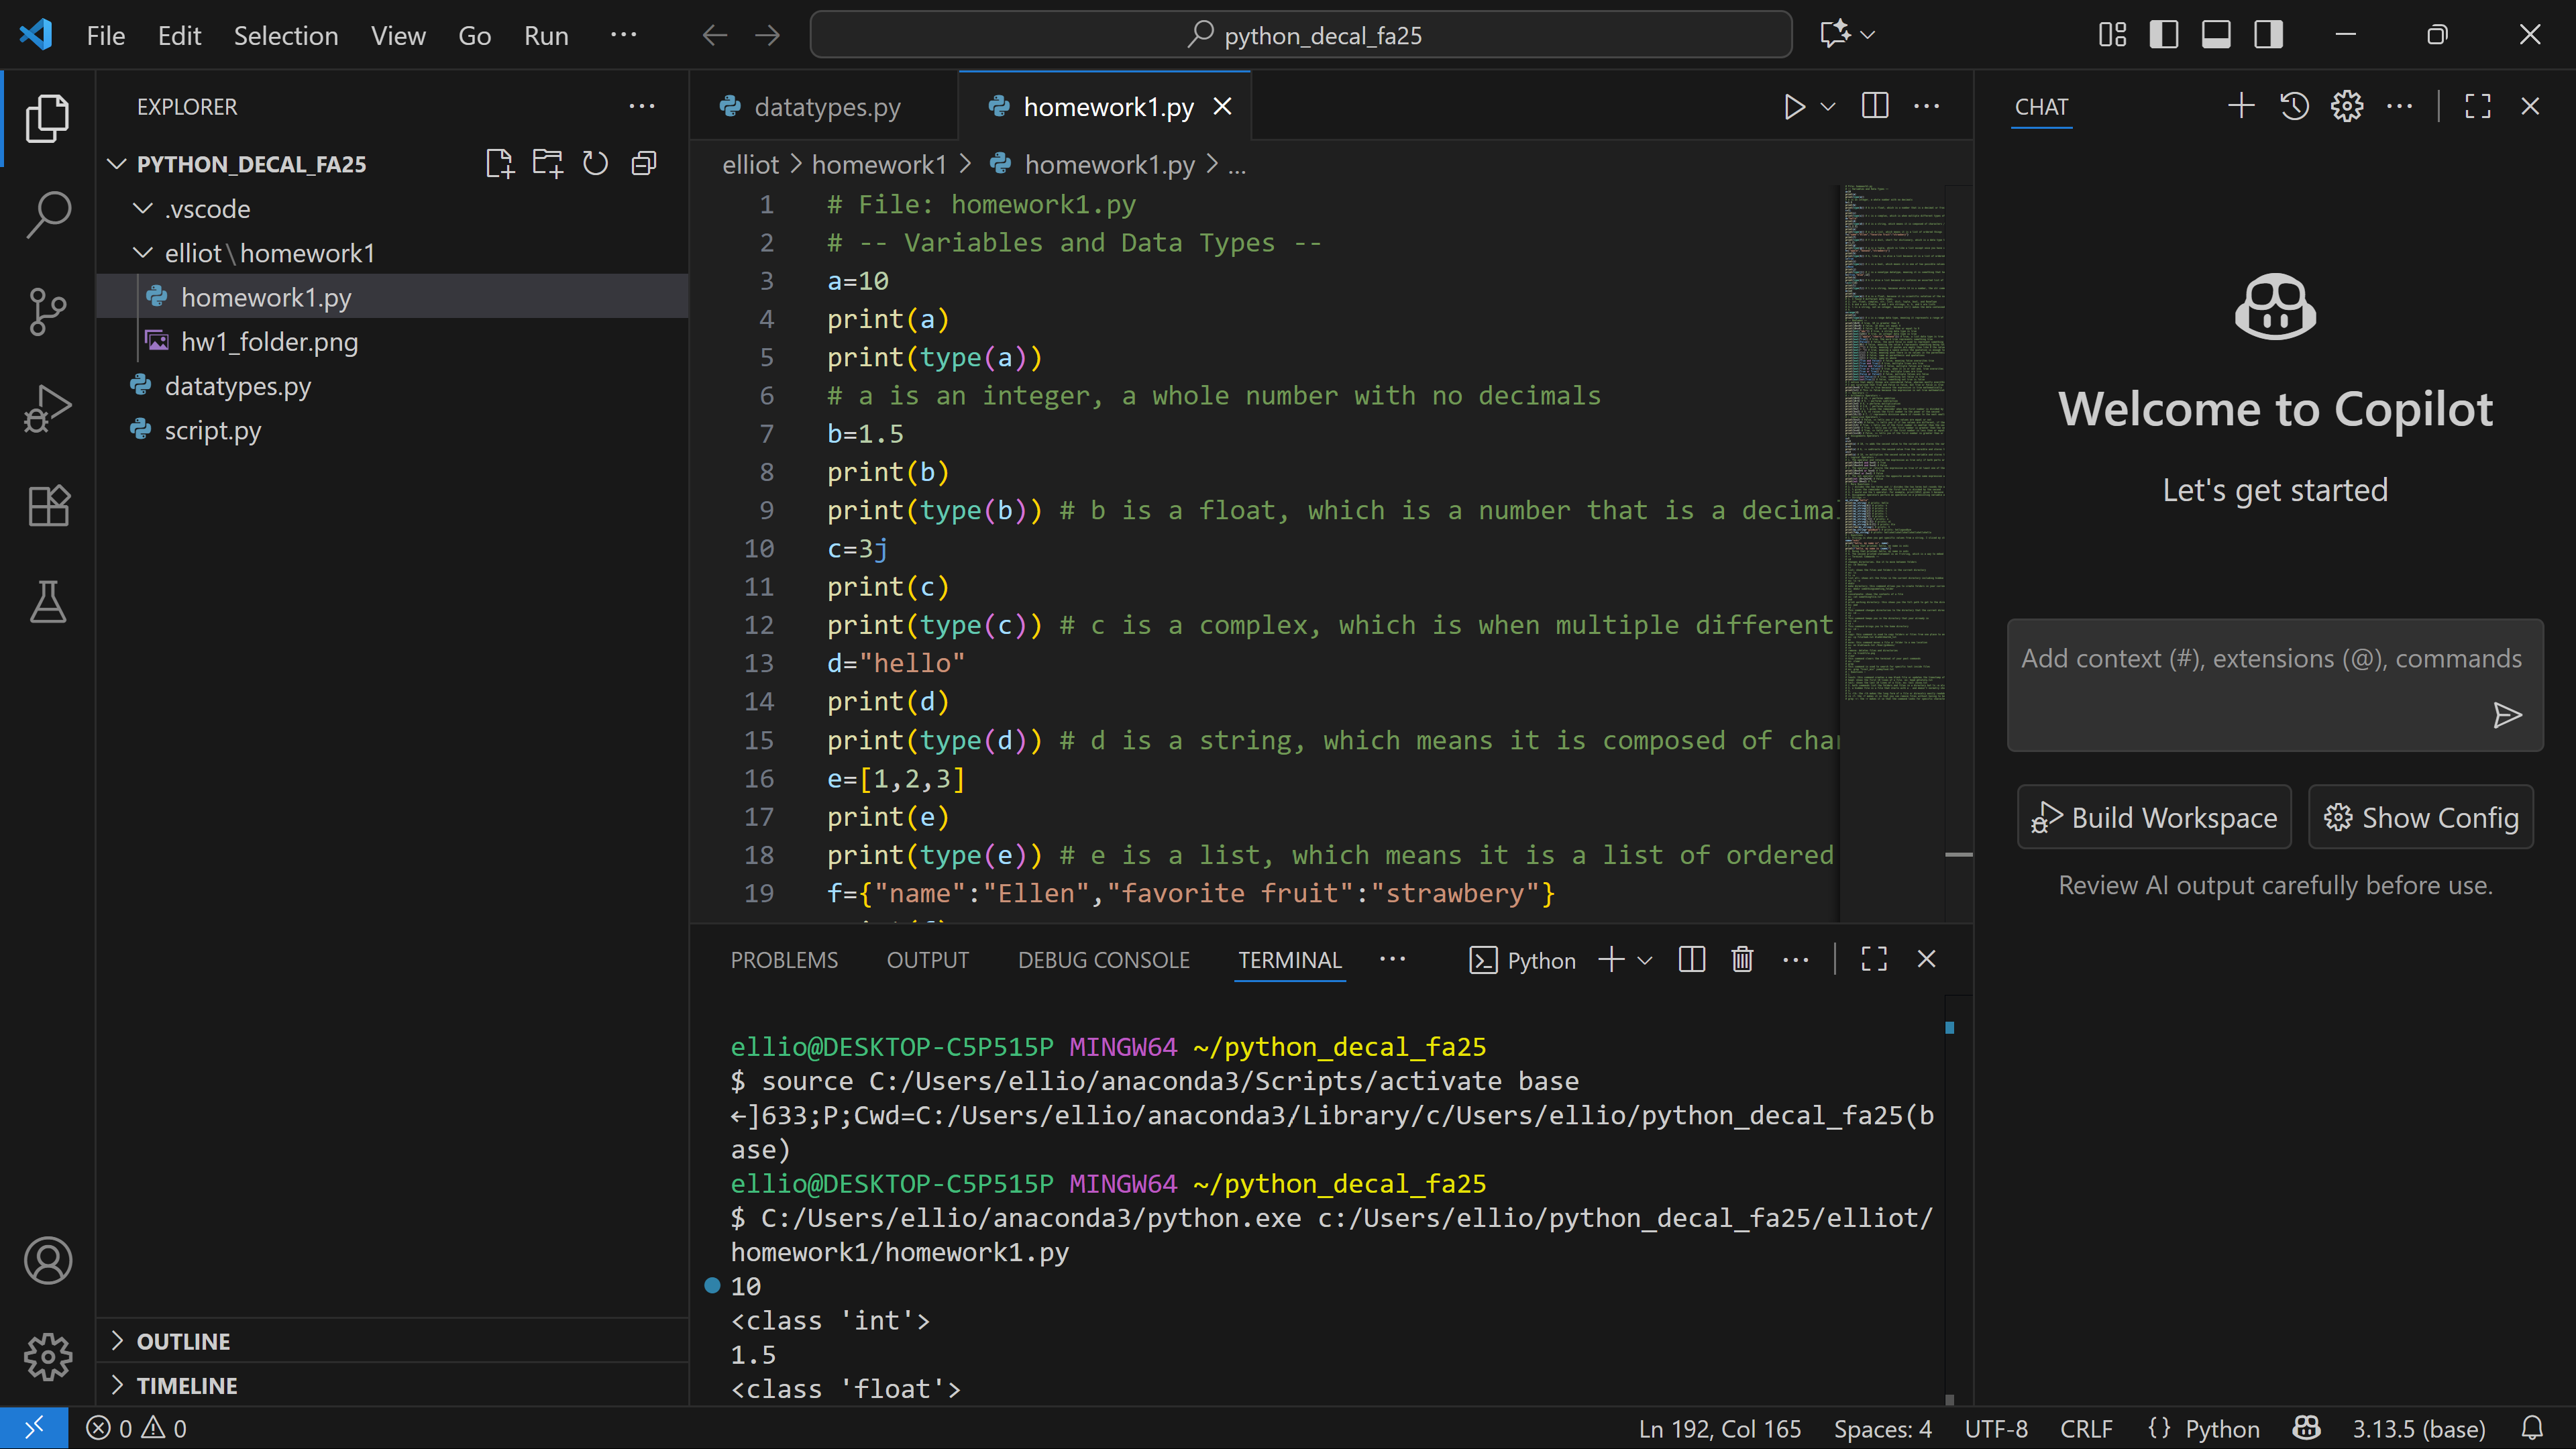 File Edit Selection View Go Run ··· python_decal_fa25
EXPLORER
PYTHON_DECAL_FA25
.vscode
elliot\homework1
homework1.py
hw1_folder.png
datatypes.py
script.py
OUTLINE
TIMELINE
datatypes.py homework1.py
elliot > homework1 > homework1.py > ...
1 # File: homework1.py
2 # -- Variables and Data Types --
3 a=10
4 print(a)
5 print(type(a))
6 # a is an integer, a whole number with no decimals
7 b=1.5
8 print(b)
9 print(type(b)) # b is a float, which is a number that is a decima
10 c=3j
11 print(c)
12 print(type(c)) # c is a complex, which is when multiple different
13 d="hello"
14 print(d)
15 print(type(d)) # d is a string, which means it is composed of cha
16 e=[1,2,3]
17 print(e)
18 print(type(e)) # e is a list, which means it is a list of ordered
19 f={"name":"Ellen","favorite fruit":"strawbery"}
PROBLEMS OUTPUT DEBUG CONSOLE TERMINAL ··· Python
ellio@DESKTOP-C5P515P MINGW64 ~/python_decal_fa25
$ source C:/Users/ellio/anaconda3/Scripts/activate base
←]633;P;Cwd=C:/Users/ellio/anaconda3/Library/c/Users/ellio/python_decal_fa25(b
ase)
ellio@DESKTOP-C5P515P MINGW64 ~/python_decal_fa25
$ C:/Users/ellio/anaconda3/python.exe c:/Users/ellio/python_decal_fa25/elliot/
homework1/homework1.py
10
<class 'int'>
1.5
<class 'float'>
CHAT
Welcome to Copilot
Let's get started
Add context (#), extensions (@), commands
Build Workspace Show Config
Review AI output carefully before use.
0 0 Ln 192, Col 165 Spaces: 4 UTF-8 CRLF {} Python 3.13.5 (base)